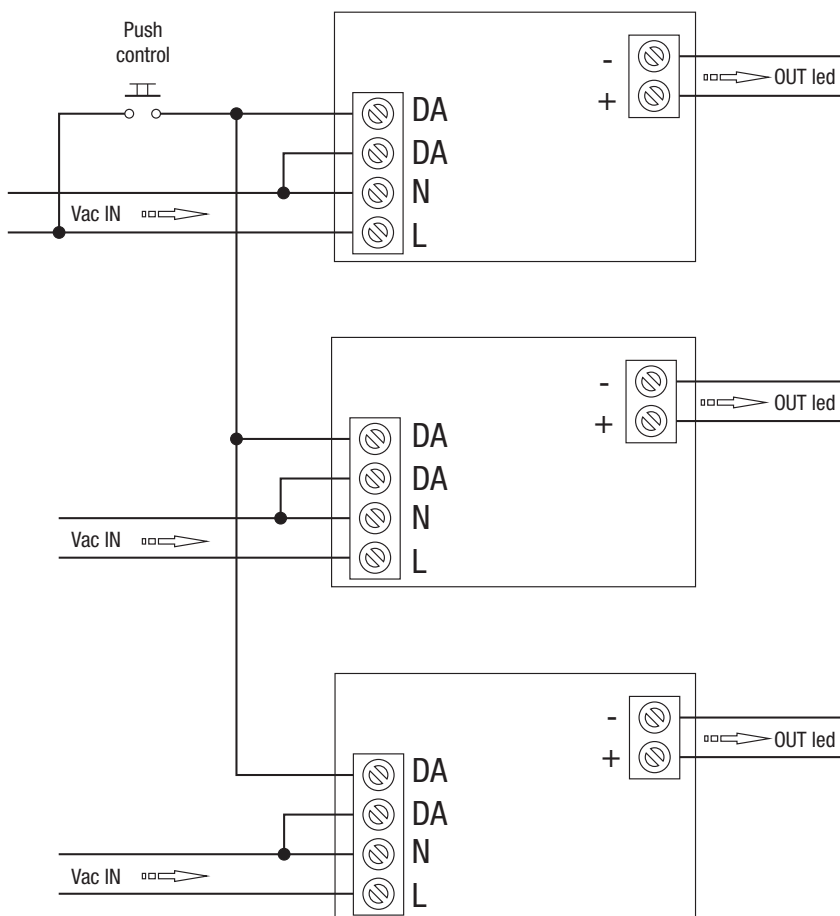 Push
control
-
+
OUT led
DA
DA
N
L
Vac IN
-
+
OUT led
DA
DA
N
L
Vac IN
-
+
OUT led
DA
DA
N
L
Vac IN